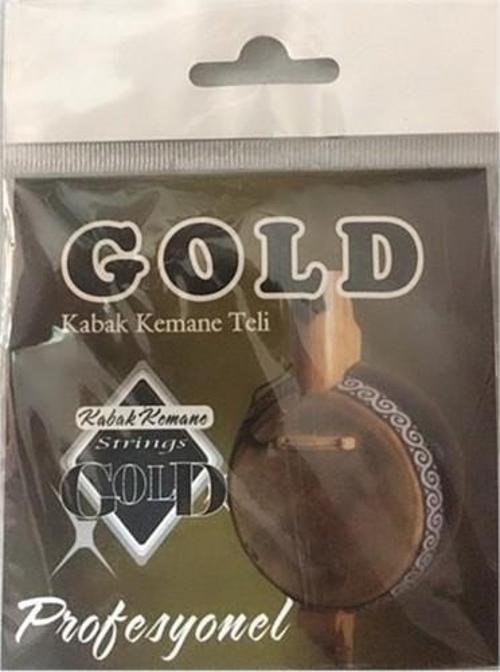 GOLD
Kabak Kemane Teli
Kabak Kemane
Strings
GOLD
Profesyonel